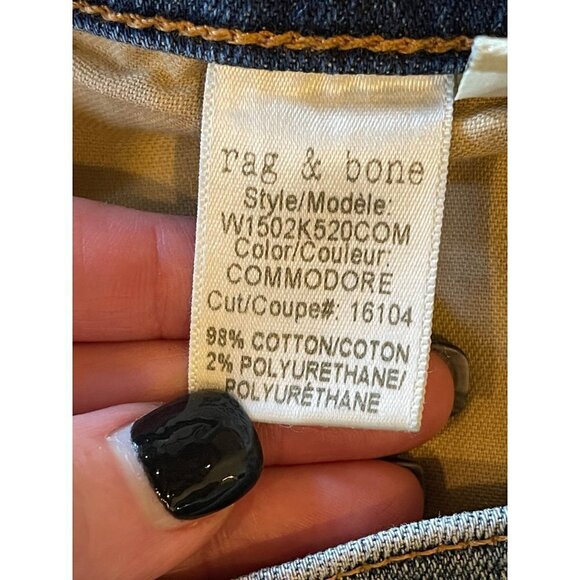 rag & bone
Style/Modèle:
W1502K520COM
Color/Couleur:
COMMODORE
Cut/Coupe#: 16104
98% COTTON/COTON
2% POLYURETHANE/
POLYURÉTHANE